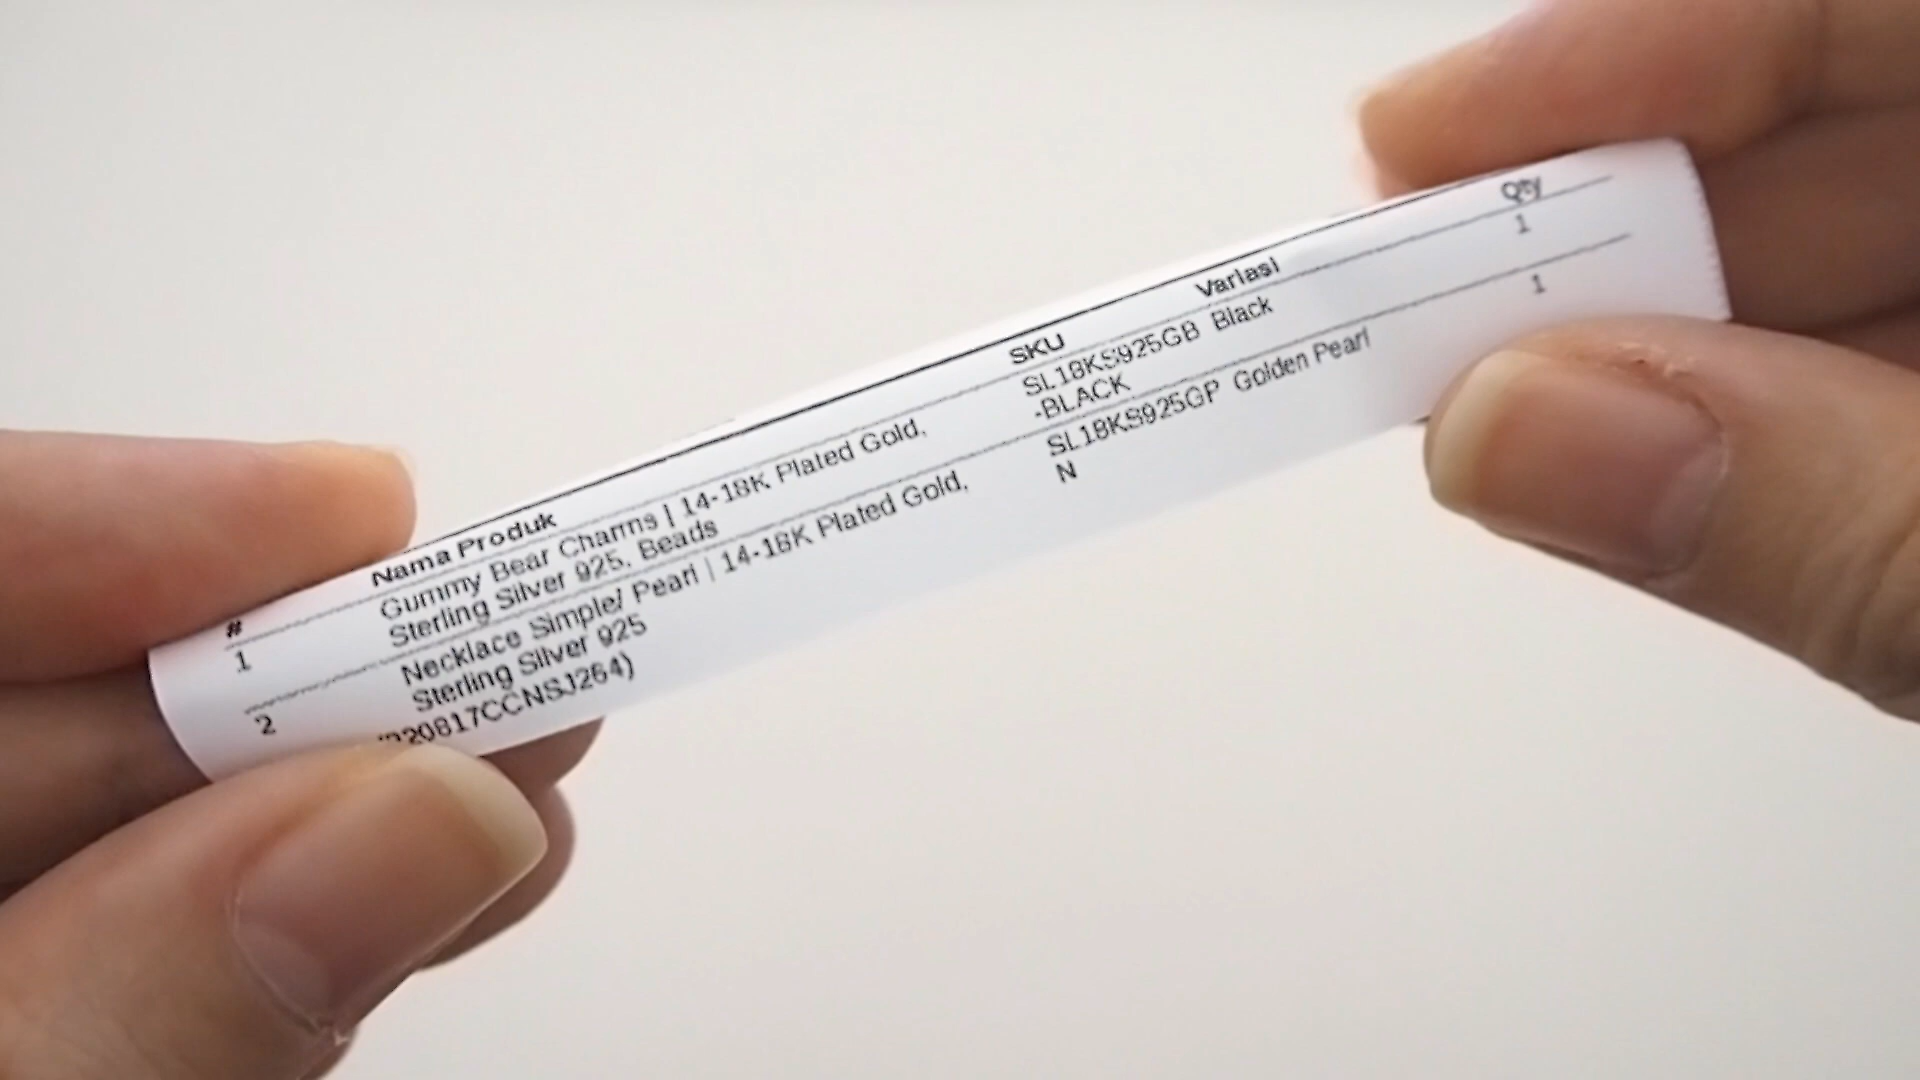 # Nama Produk SKU Variasi Qty
1 Gummy Bear Charms | 14-18K Plated Gold, SL18KS925GB Black 1
Sterling Silver 925, Beads -BLACK
2 Necklace Simple/ Pearl | 14-18K Plated Gold, SL18KS925GP Golden Pearl 1
Sterling Silver 925 N